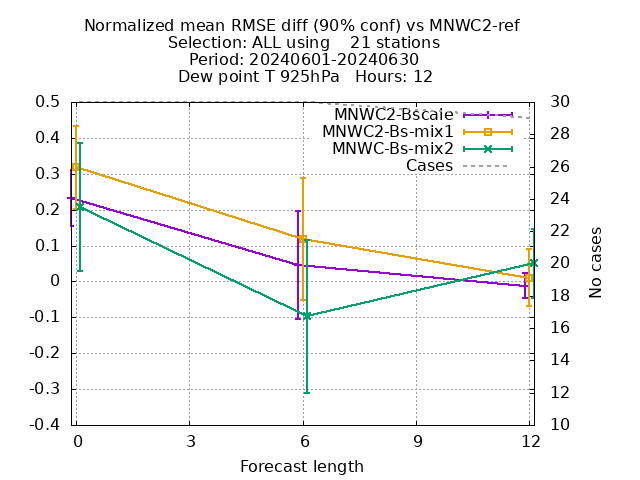 Normalized mean RMSE diff (90% conf) vs MNWC2-ref
Selection: ALL using 21 stations
Period: 20240601-20240630
Dew point T 925hPa Hours: 12
MNWC2-Bscale
MNWC2-Bs-mix1
MNWC-Bs-mix2
Cases
0.5
0.4
0.3
0.2
0.1
0
-0.1
-0.2
-0.3
-0.4
30
28
26
24
22
20
18
16
14
12
10
No cases
0 3 6 9 12
Forecast length